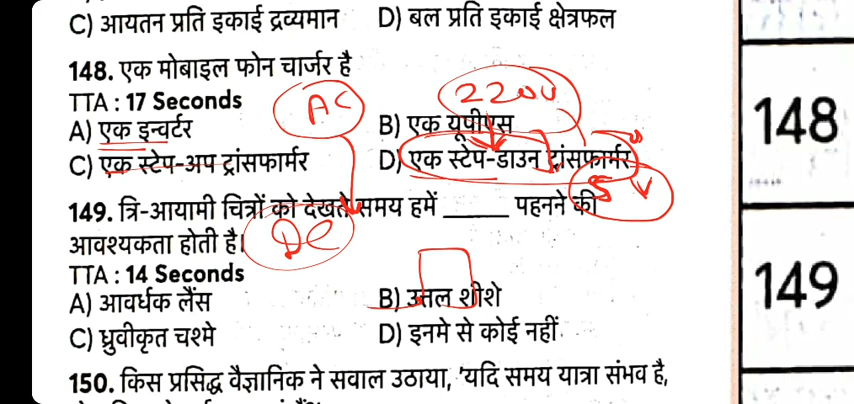 C) आयतन प्रति इकाई द्रव्यमान D) बल प्रति इकाई क्षेत्रफल
148. एक मोबाइल फोन चार्जर है
TTA : 17 Seconds
AC
220V
A) एक इन्वर्टर B) एक यूपीएस
C) एक स्टेप-अप ट्रांसफार्मर D) एक स्टेप-डाउन ट्रांसफार्मर
148
5 V
149. त्रि-आयामी चित्रों को देखते समय हमें ______ पहनने की
आवश्यकता होती है।
DC
TTA : 14 Seconds
A) आवर्धक लैंस B) उत्तल शीशे
C) ध्रुवीकृत चश्मे D) इनमे से कोई नहीं.
149
150. किस प्रसिद्ध वैज्ञानिक ने सवाल उठाया, 'यदि समय यात्रा संभव है,